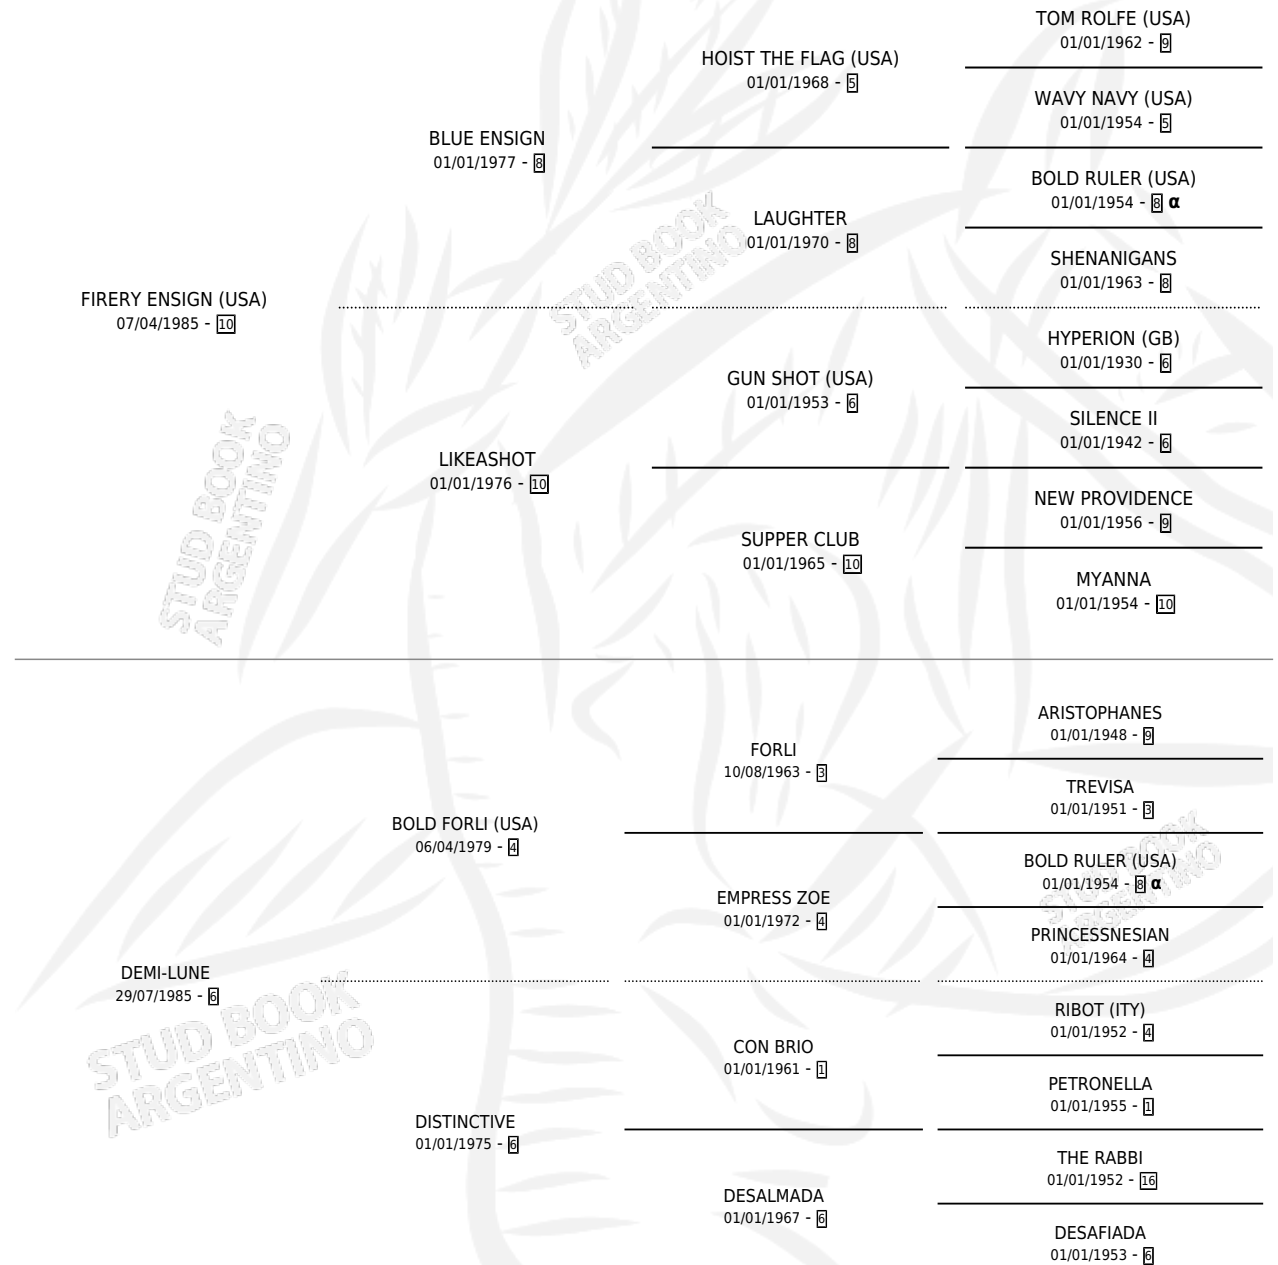 TOM ROLFE (USA)
01/01/1962 - 9
HOIST THE FLAG (USA)
01/01/1968 - 5
WAVY NAVY (USA)
01/01/1954 - 5
BLUE ENSIGN
01/01/1977 - 8
BOLD RULER (USA)
01/01/1954 - 8 α
LAUGHTER
01/01/1970 - 8
SHENANIGANS
01/01/1963 - 8
STUD BOOK
ARGENTINO
FIRERY ENSIGN (USA)
07/04/1985 - 10
HYPERION (GB)
01/01/1930 - 6
GUN SHOT (USA)
01/01/1953 - 6
SILENCE II
01/01/1942 - 6
LIKEASHOT
01/01/1976 - 10
NEW PROVIDENCE
01/01/1956 - 9
SUPPER CLUB
01/01/1965 - 10
MYANNA
01/01/1954 - 10
STUD BOOK
ARGENTINO
ARISTOPHANES
01/01/1948 - 9
FORLI
10/08/1963 - 3
TREVISA
01/01/1951 - 3
BOLD FORLI (USA)
06/04/1979 - 4
BOLD RULER (USA)
01/01/1954 - 8 α
EMPRESS ZOE
01/01/1972 - 4
PRINCESSNESIAN
01/01/1964 - 4
STUD BOOK
ARGENTINO
DEMI-LUNE
29/07/1985 - 6
RIBOT (ITY)
01/01/1952 - 4
CON BRIO
01/01/1961 - 1
PETRONELLA
01/01/1955 - 1
STUD BOOK
ARGENTINO
DISTINCTIVE
01/01/1975 - 6
THE RABBI
01/01/1952 - 16
DESALMADA
01/01/1967 - 6
DESAFIADA
01/01/1953 - 6